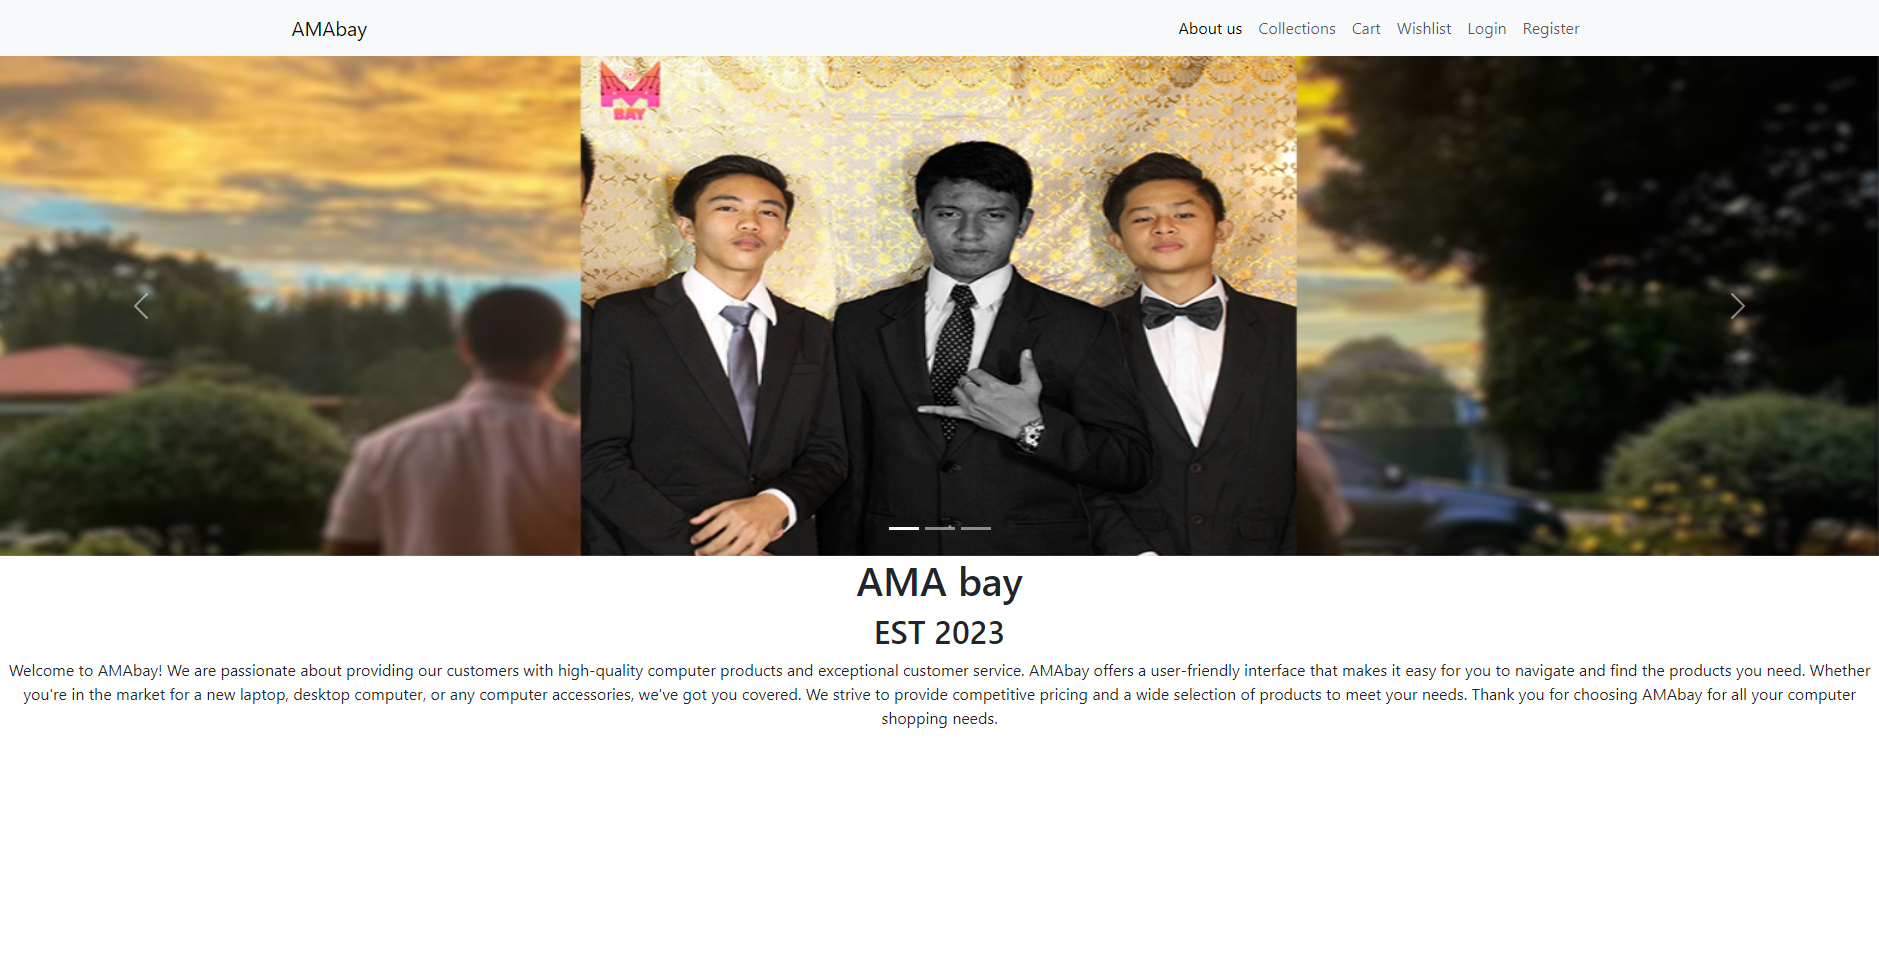 AMAbay
About us Collections Cart Wishlist Login Register
BAY
AMA bay
EST 2023
Welcome to AMAbay! We are passionate about providing our customers with high-quality computer products and exceptional customer service. AMAbay offers a user-friendly interface that makes it easy for you to navigate and find the products you need. Whether
you're in the market for a new laptop, desktop computer, or any computer accessories, we've got you covered. We strive to provide competitive pricing and a wide selection of products to meet your needs. Thank you for choosing AMAbay for all your computer
shopping needs.